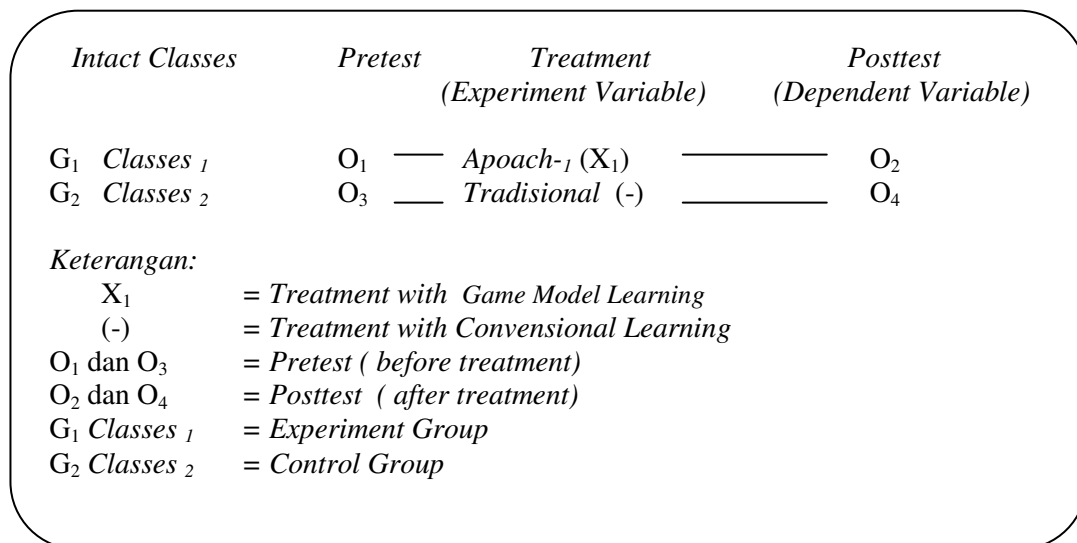 Intact Classes Pretest Treatment Posttest
(Experiment Variable) (Dependent Variable)
G₁ Classes ₁ O₁ Apoach-₁ (X₁) O₂
G₂ Classes ₂ O₃ Tradisional (-) O₄
Keterangan:
X₁ = Treatment with Game Model Learning
(-) = Treatment with Convensional Learning
O₁ dan O₃ = Pretest ( before treatment)
O₂ dan O₄ = Posttest ( after treatment)
G₁ Classes ₁ = Experiment Group
G₂ Classes ₂ = Control Group